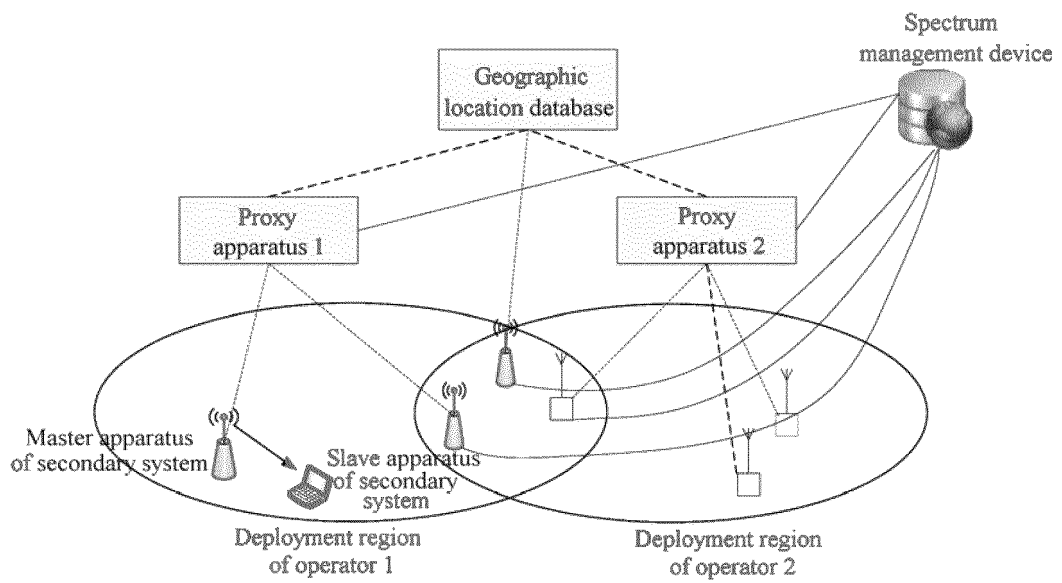 Spectrum
management device
Geographic
location database
Proxy
apparatus 1
Proxy
apparatus 2
Master apparatus
of secondary system
Slave apparatus
of secondary
system
Deployment region
of operator 1
Deployment region
of operator 2